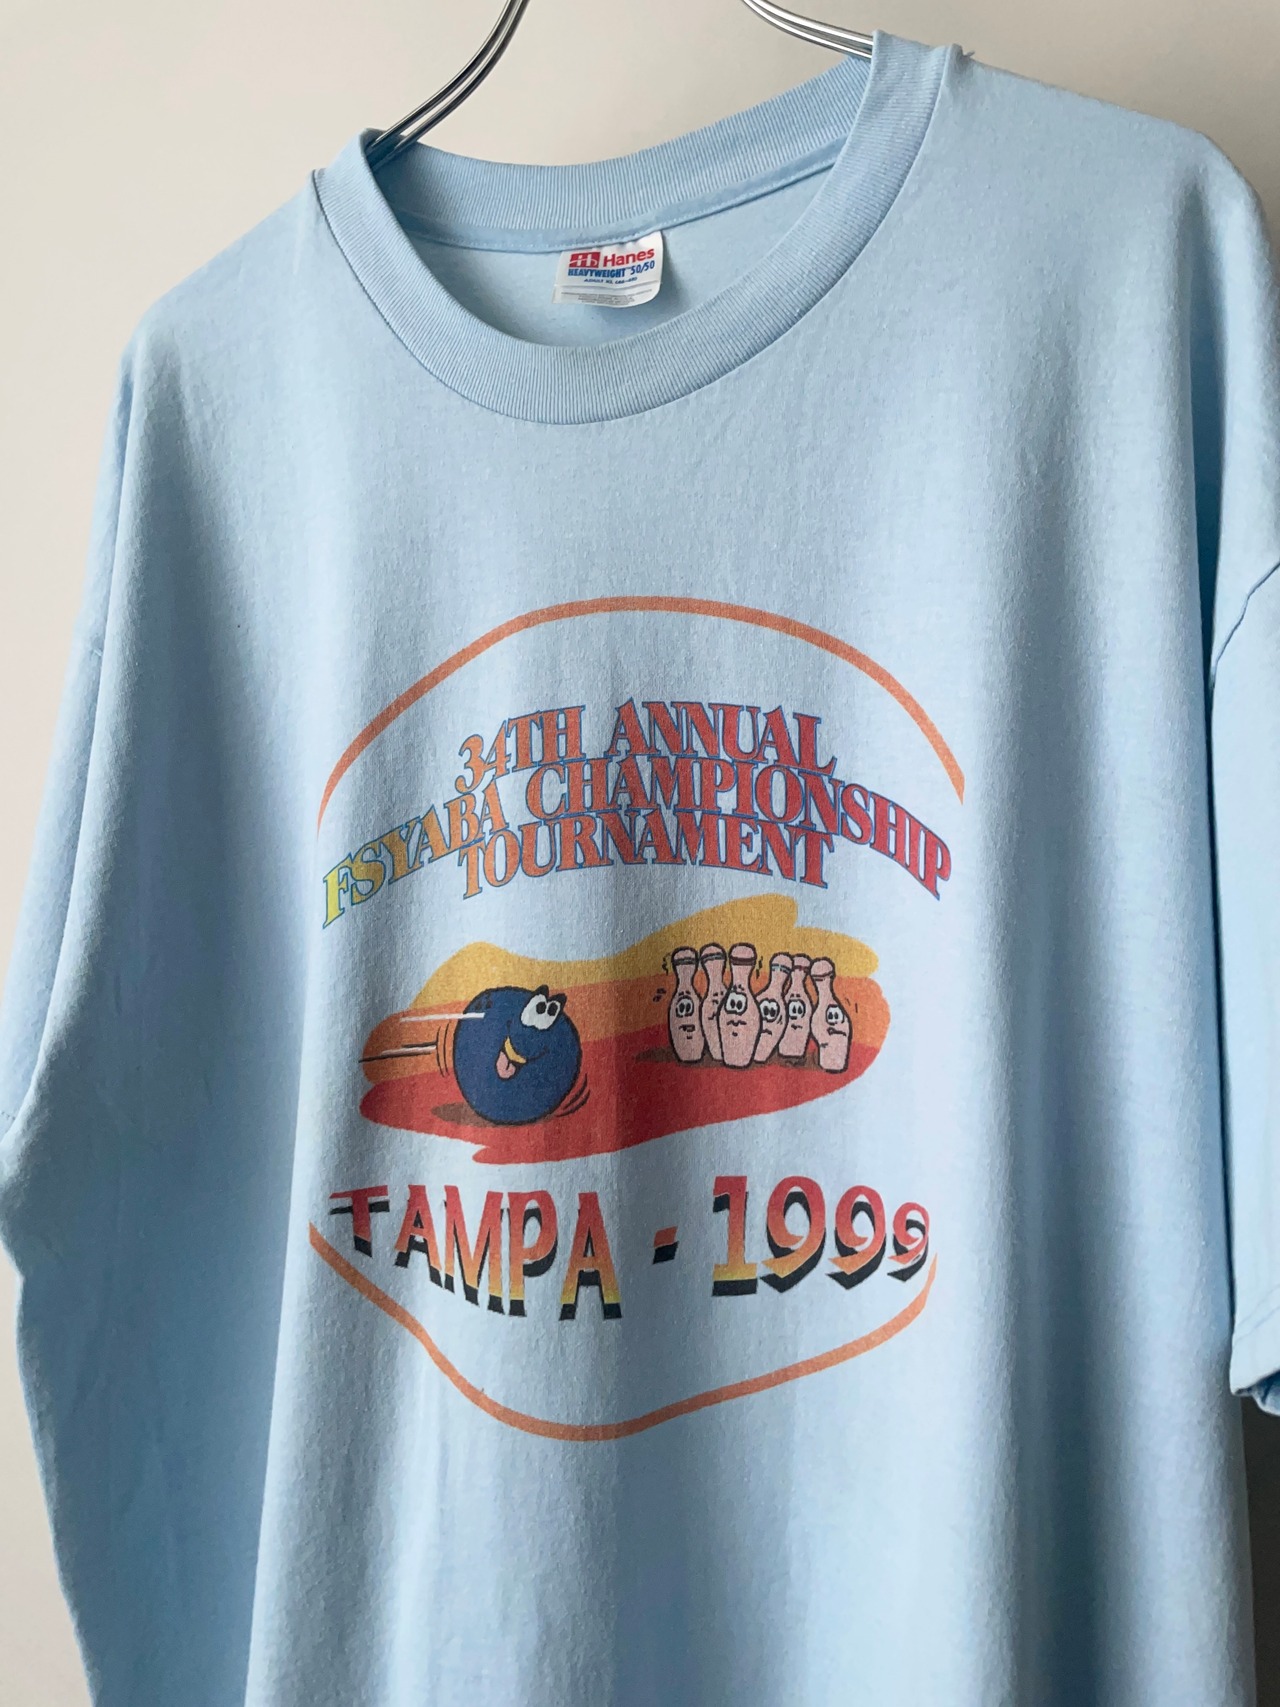 Hanes
HEAVYWEIGHT 50/50
34TH ANNUAL
FSYABA CHAMPIONSHIP
TOURNAMENT
TAMPA - 1999